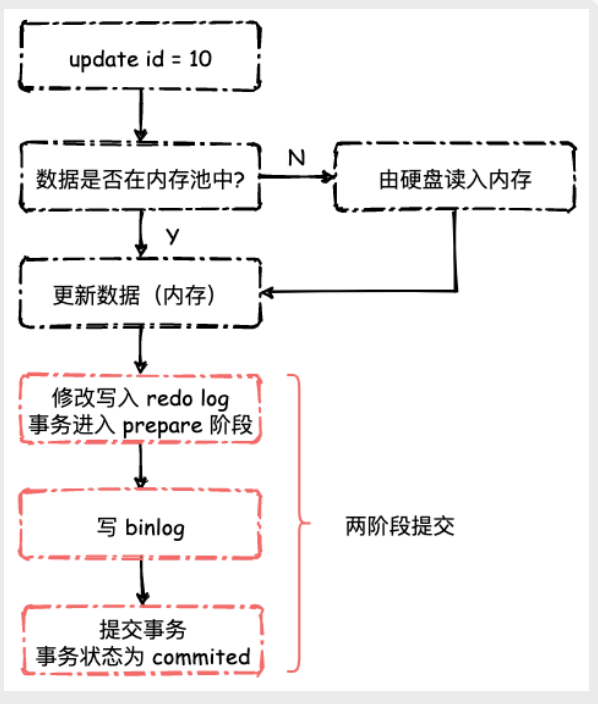 update id = 10
数据是否在内存池中?
N
由硬盘读入内存
Y
更新数据（内存）
修改写入 redo log
事务进入 prepare 阶段
写 binlog
两阶段提交
提交事务
事务状态为 commited